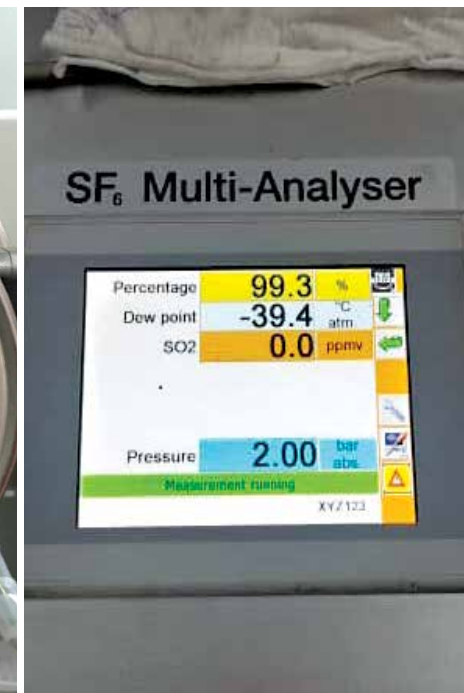 SF₆ Multi-Analyser
Percentage 99.3 %
Dew point -39.4 °C atm
SO2 0.0 ppmv
Pressure 2.00 bar abs.
Measurement running
XYZ123